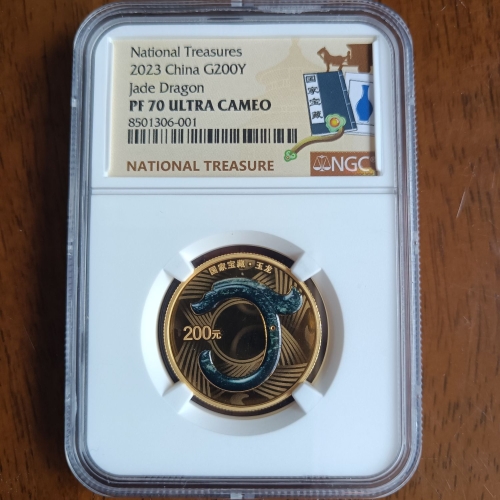 National Treasures
2023 China G200Y
Jade Dragon
PF 70 ULTRA CAMEO
8501306-001
国家宝藏
NATIONAL TREASURE
NGC
国家宝藏·玉龙
200元